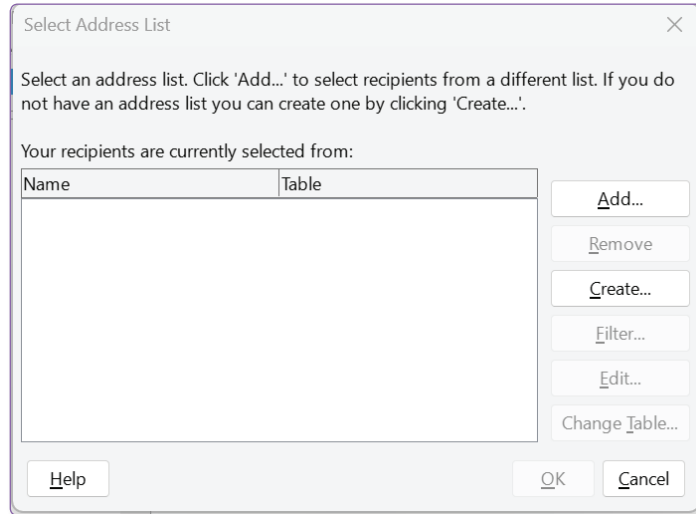 Select Address List
Select an address list. Click 'Add...' to select recipients from a different list. If you do
not have an address list you can create one by clicking 'Create...'.
Your recipients are currently selected from:
Name Table
Add...
Remove
Create...
Filter...
Edit...
Change Table...
Help OK Cancel